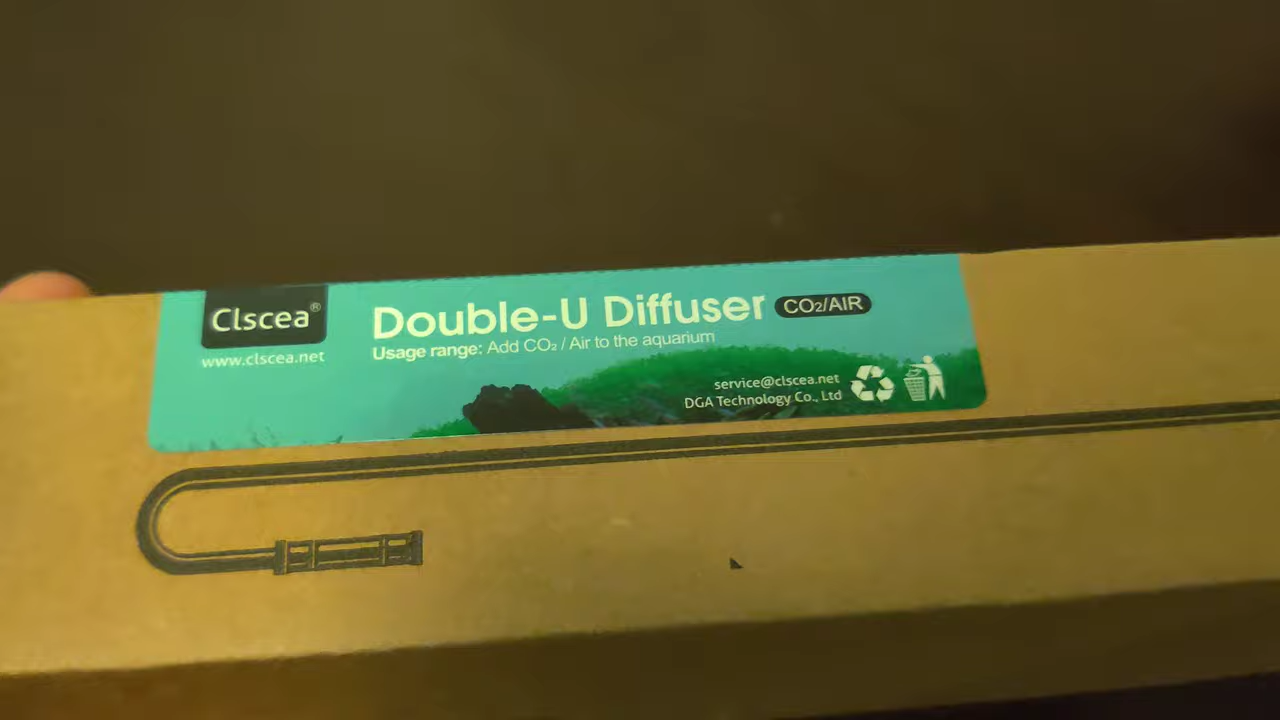 Clscea®
www.clscea.net
Double-U Diffuser CO₂/AIR
Usage range: Add CO₂ / Air to the aquarium
service@clscea.net
DGA Technology Co., Ltd